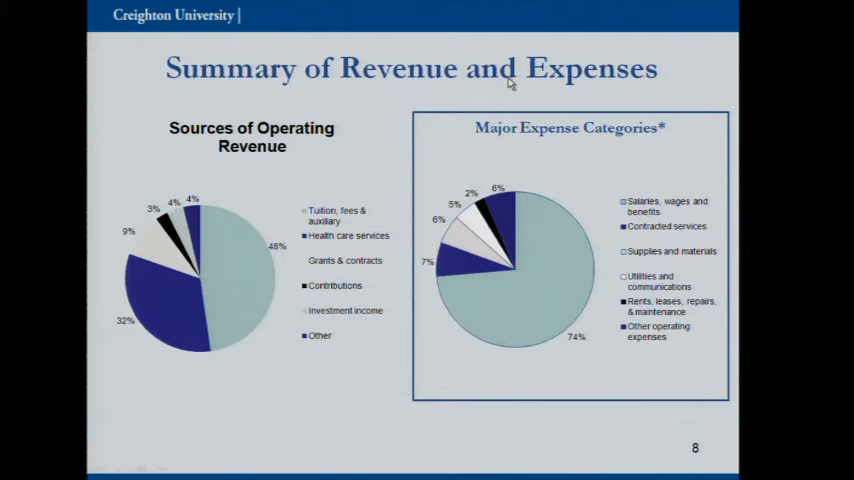 Creighton University
Summary of Revenue and Expenses
Sources of Operating
Revenue
4%
4%
3%
9%
48%
32%
Tuition, fees &
auxiliary
Health care services
Grants & contracts
Contributions
Investment income
Other
Major Expense Categories*
6%
2%
5%
6%
7%
74%
Salaries, wages and
benefits
Contracted services
Supplies and materials
Utilities and
communications
Rents, leases, repairs,
& maintenance
Other operating
expenses
8